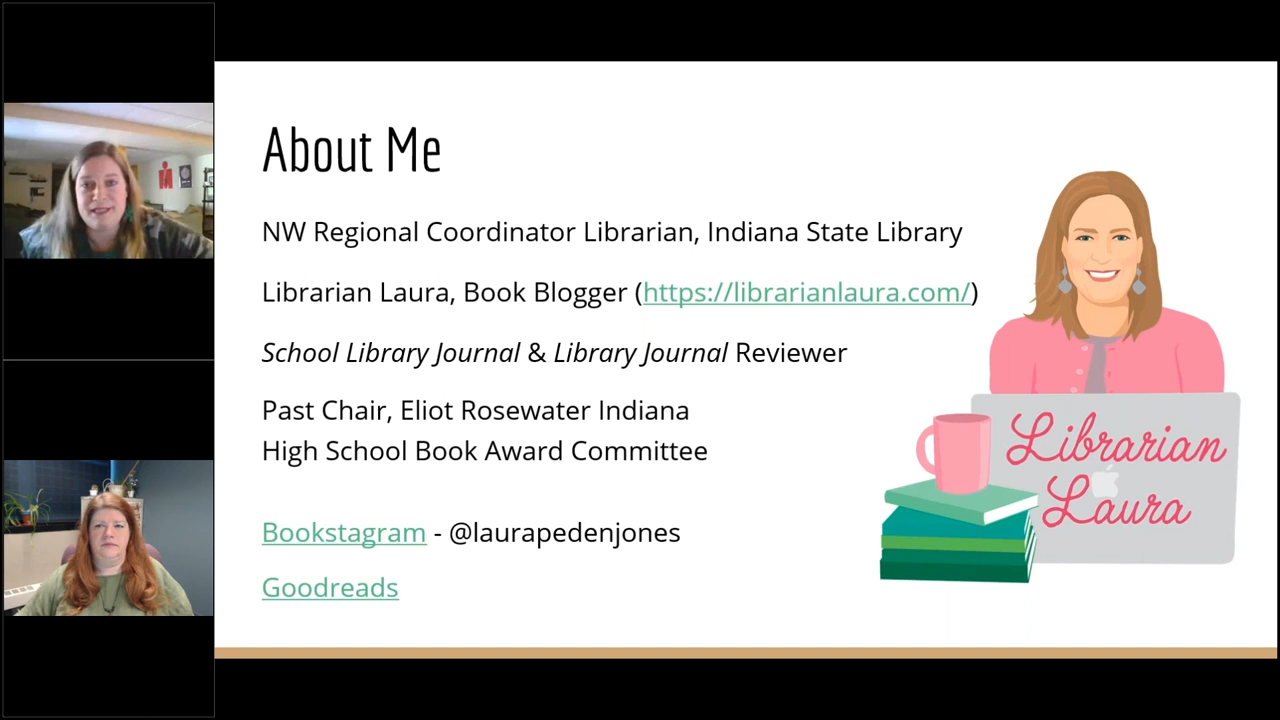 About Me
NW Regional Coordinator Librarian, Indiana State Library
Librarian Laura, Book Blogger (https://librarianlaura.com/)
School Library Journal & Library Journal Reviewer
Past Chair, Eliot Rosewater Indiana
High School Book Award Committee
Bookstagram - @laurapedenjones
Goodreads
Librarian
Laura